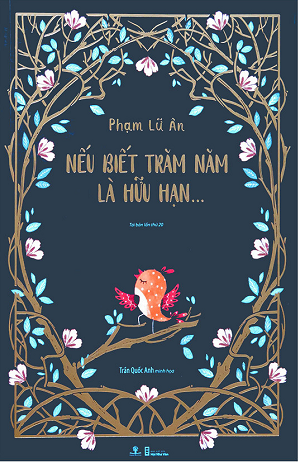 Phạm Lữ Ân
NẾU BIẾT TRĂM NĂM
LÀ HỮU HẠN...
Tái bản lần thứ 20
Trần Quốc Anh minh họa